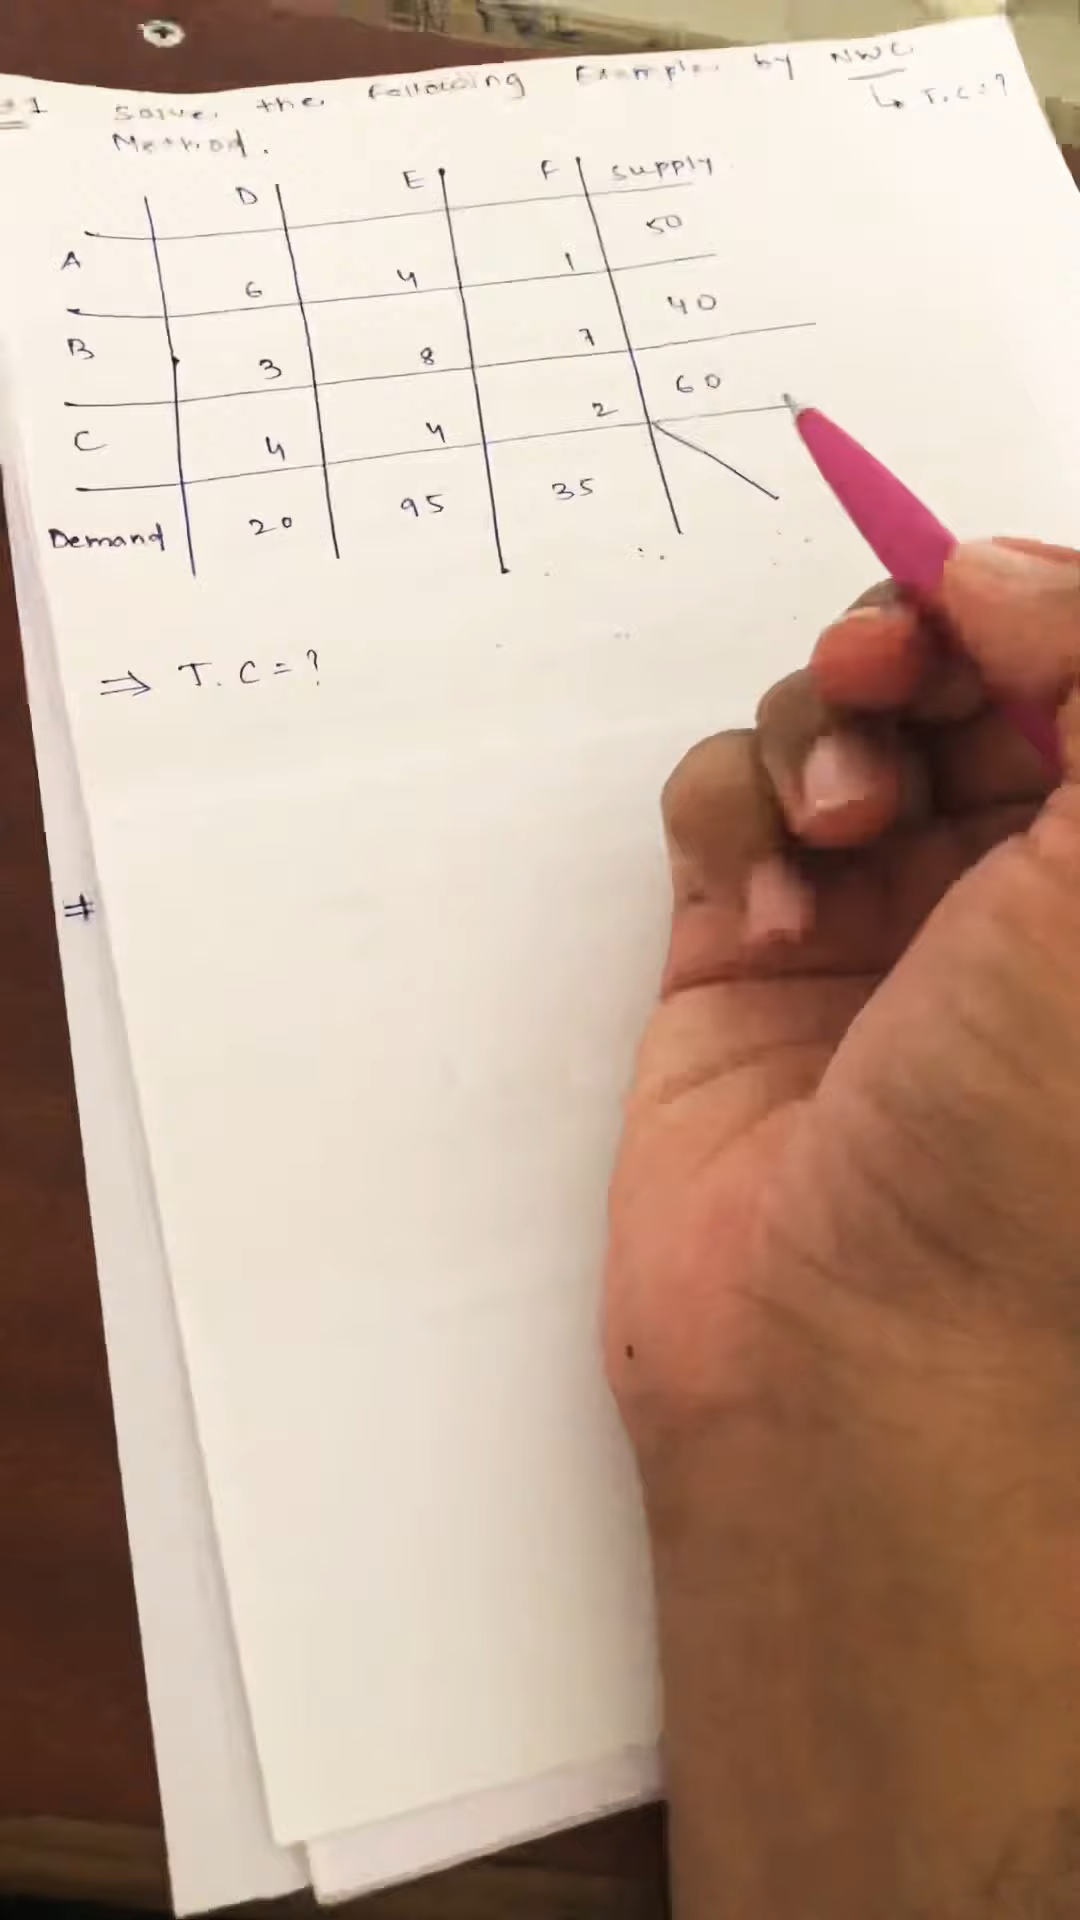 #1 Solve the following Example by NWC
Method. ↳ T.C=?
D E F supply
A 6 4 1 50
B 3 8 7 40
C 4 4 2 60
Demand 20 95 35
⇒ T.C=?
#